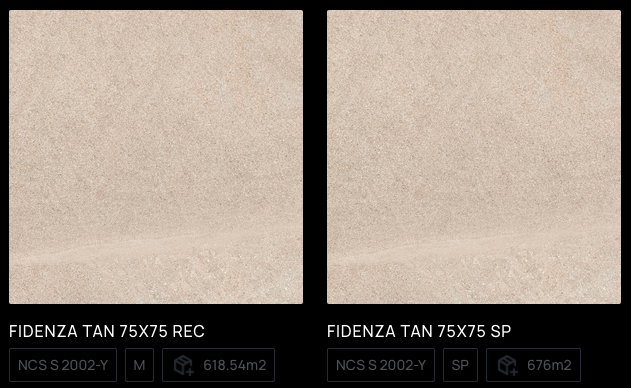 FIDENZA TAN 75X75 REC
NCS S 2002-Y M 618.54m2
FIDENZA TAN 75X75 SP
NCS S 2002-Y SP 676m2